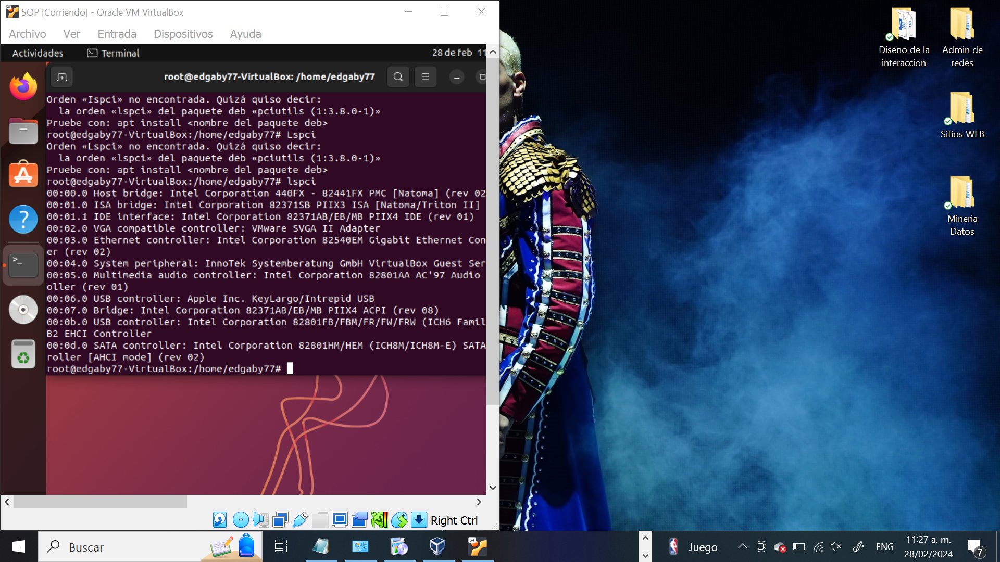 SOP [Corriendo] - Oracle VM VirtualBox
Archivo Ver Entrada Dispositivos Ayuda
Actividades Terminal 28 de feb 11
root@edgaby77-VirtualBox: /home/edgaby77
Orden «Ispci» no encontrada. Quizá quiso decir:
la orden «lspci» del paquete deb «pciutils (1:3.8.0-1)»
Pruebe con: apt install <nombre del paquete deb>
root@edgaby77-VirtualBox:/home/edgaby77# Lspci
Orden «Lspci» no encontrada. Quizá quiso decir:
la orden «lspci» del paquete deb «pciutils (1:3.8.0-1)»
Pruebe con: apt install <nombre del paquete deb>
root@edgaby77-VirtualBox:/home/edgaby77# lspci
00:00.0 Host bridge: Intel Corporation 440FX - 82441FX PMC [Natoma] (rev 02
00:01.0 ISA bridge: Intel Corporation 82371SB PIIX3 ISA [Natoma/Triton II]
00:01.1 IDE interface: Intel Corporation 82371AB/EB/MB PIIX4 IDE (rev 01)
00:02.0 VGA compatible controller: VMware SVGA II Adapter
00:03.0 Ethernet controller: Intel Corporation 82540EM Gigabit Ethernet Con
er (rev 02)
00:04.0 System peripheral: InnoTek Systemberatung GmbH VirtualBox Guest Ser
00:05.0 Multimedia audio controller: Intel Corporation 82801AA AC'97 Audio
oller (rev 01)
00:06.0 USB controller: Apple Inc. KeyLargo/Intrepid USB
00:07.0 Bridge: Intel Corporation 82371AB/EB/MB PIIX4 ACPI (rev 08)
00:0b.0 USB controller: Intel Corporation 82801FB/FBM/FR/FW/FRW (ICH6 Famil
B2 EHCI Controller
00:0d.0 SATA controller: Intel Corporation 82801HM/HEM (ICH8M/ICH8M-E) SATA
roller [AHCI mode] (rev 02)
root@edgaby77-VirtualBox:/home/edgaby77#
Right Ctrl
Diseno de la
interaccion
Admin de
redes
Sitios WEB
Mineria
Datos
Buscar
64
Juego
ENG
11:27 a. m.
28/02/2024
7